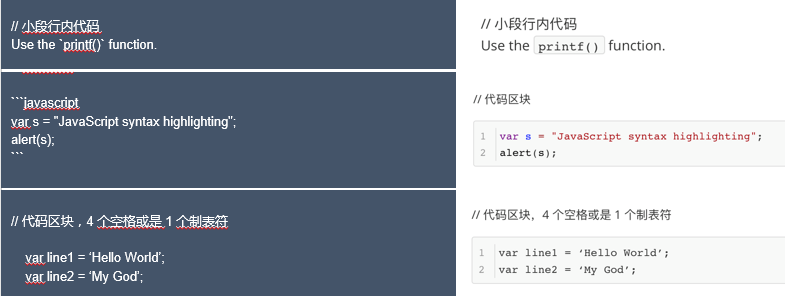 // 小段行内代码
Use the `printf()` function.
// 小段行内代码
Use the printf() function.
```javascript
var s = "JavaScript syntax highlighting";
alert(s);
```
// 代码区块
1 var s = "JavaScript syntax highlighting";
2 alert(s);
// 代码区块，4 个空格或是 1 个制表符
var line1 = ‘Hello World’;
var line2 = ‘My God’;
// 代码区块，4 个空格或是 1 个制表符
1 var line1 = ‘Hello World’;
2 var line2 = ‘My God’;